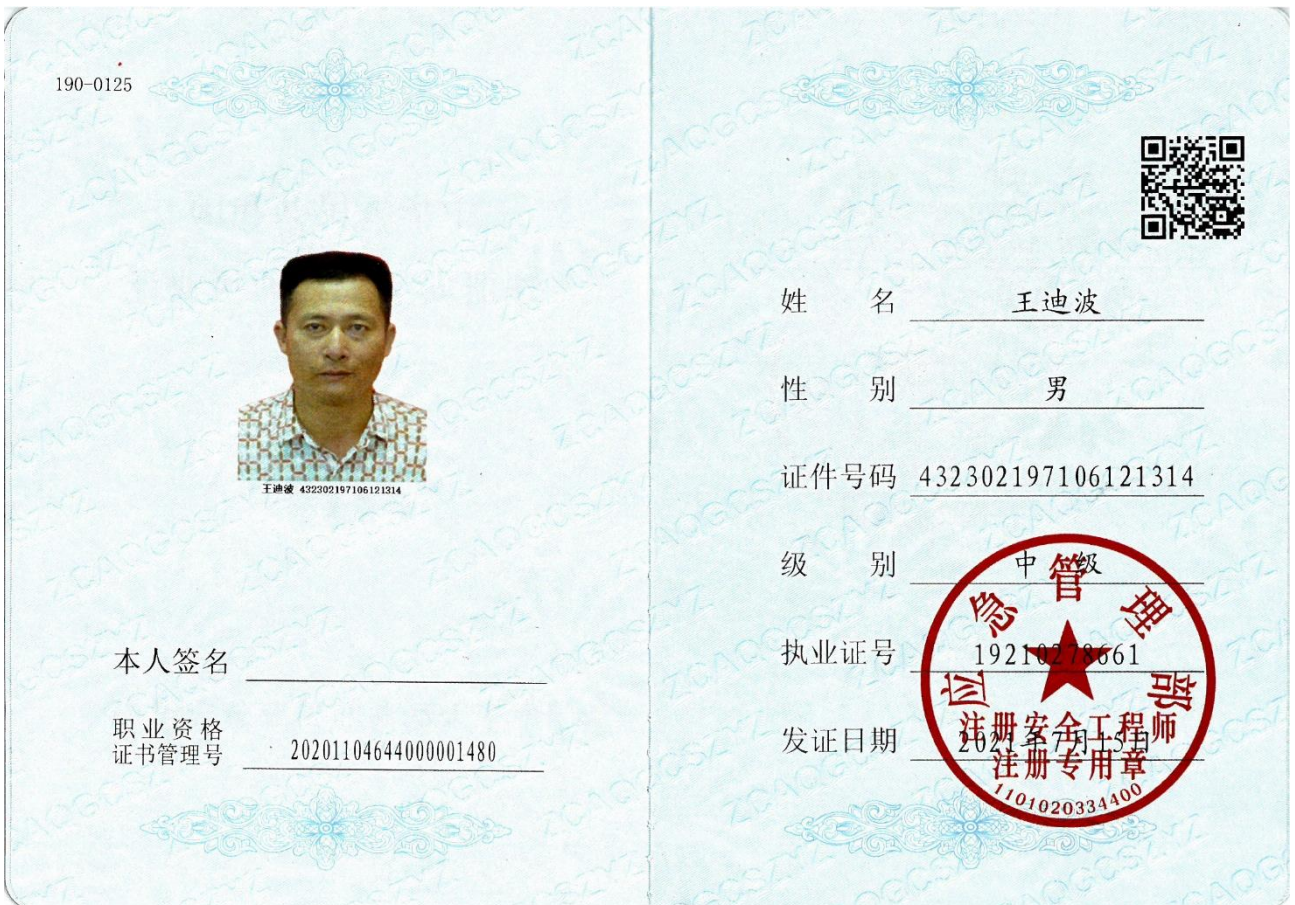 190-0125
王迪波 432302197106121314
本人签名
职业资格
证书管理号 20201104644000001480
姓名 王迪波
性别 男
证件号码 432302197106121314
级别 中级
执业证号 19210278661
发证日期 2021年7月15日
应急管理部
注册安全工程师
注册专用章
1101020334400
ZCAQGCSZYZ